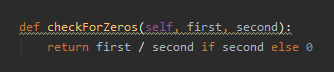 def checkForZeros(self, first, second):
    return first / second if second else 0